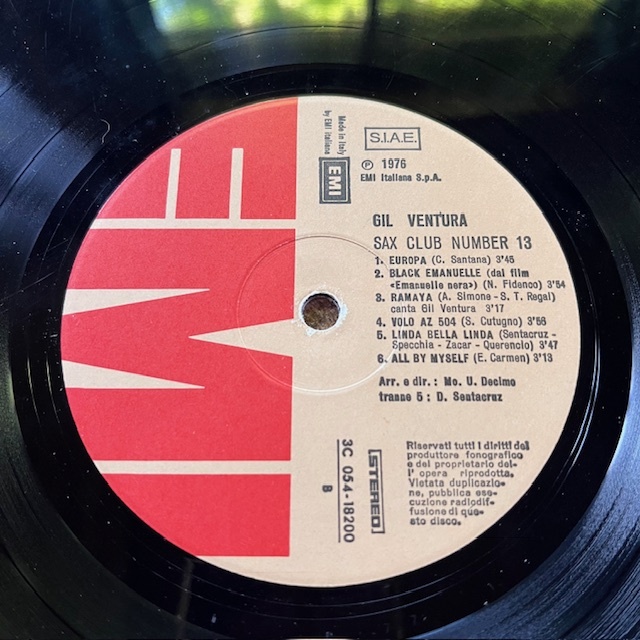 EMI
Made in Italy
by EMI Italiana
EMI
S.I.A.E.
℗ 1976
EMI Italiana S.p.A.
GIL VENTURA
SAX CLUB NUMBER 13
1. EUROPA (C. Santana) 3'46
2. BLACK EMANUELLE (dal film
«Emanuelle nera») (N. Fidenco) 3'54
3. RAMAYA (A. Simone - S. T. Regal)
canta Gil Ventura 3'17
4. VOLO AZ 504 (S. Cutugno) 3'56
5. LINDA BELLA LINDA (Sentacruz -
Specchia - Zacar - Querencio) 3'47
6. ALL BY MYSELF (E. Carmen) 3'13
Arr. e dir.: Mo. U. Decimo
tranne 5: D. Sentacruz
STEREO
3C 054-18200
B
Riservati tutti i diritti del
produttore fonografico
e del proprietario del-
l'opera riprodotta.
Vietata duplicazio-
ne, pubblica ese-
cuzione radiodif-
fusione di que-
sto disco.